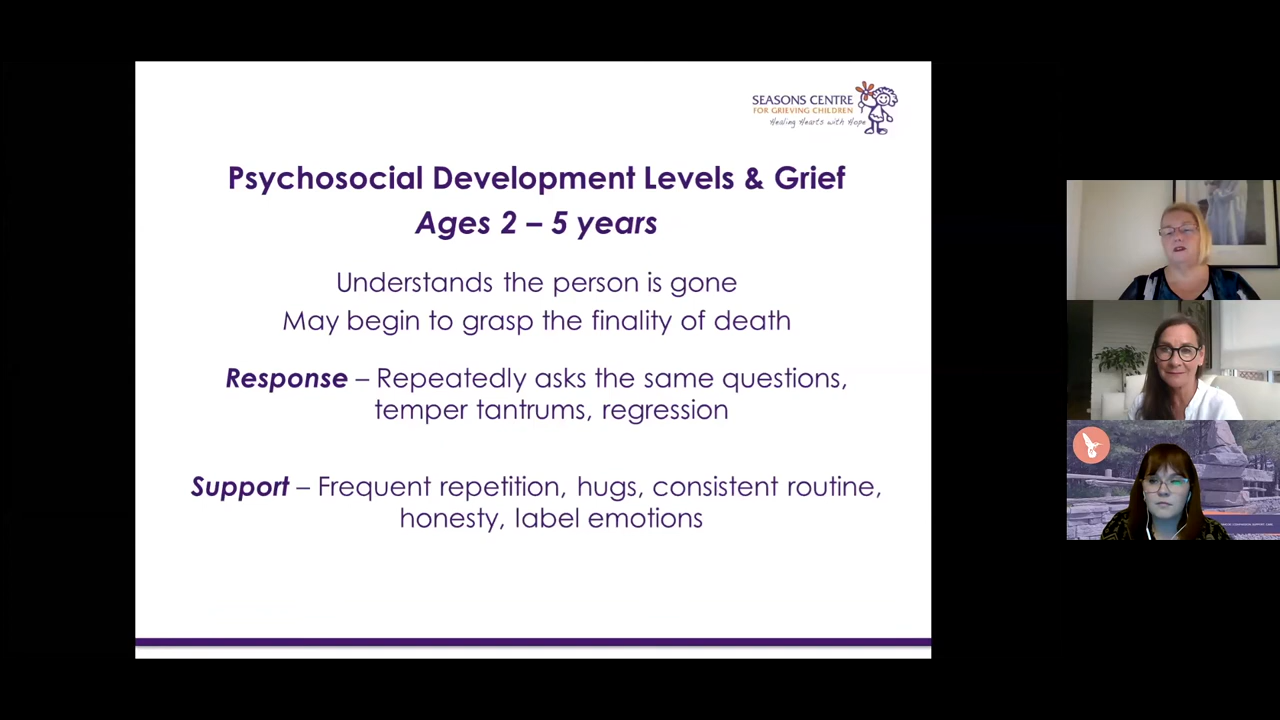 SEASONS CENTRE
FOR GRIEVING CHILDREN
Healing Hearts with Hope
Psychosocial Development Levels & Grief
Ages 2 – 5 years
Understands the person is gone
May begin to grasp the finality of death
Response – Repeatedly asks the same questions,
temper tantrums, regression
Support – Frequent repetition, hugs, consistent routine,
honesty, label emotions